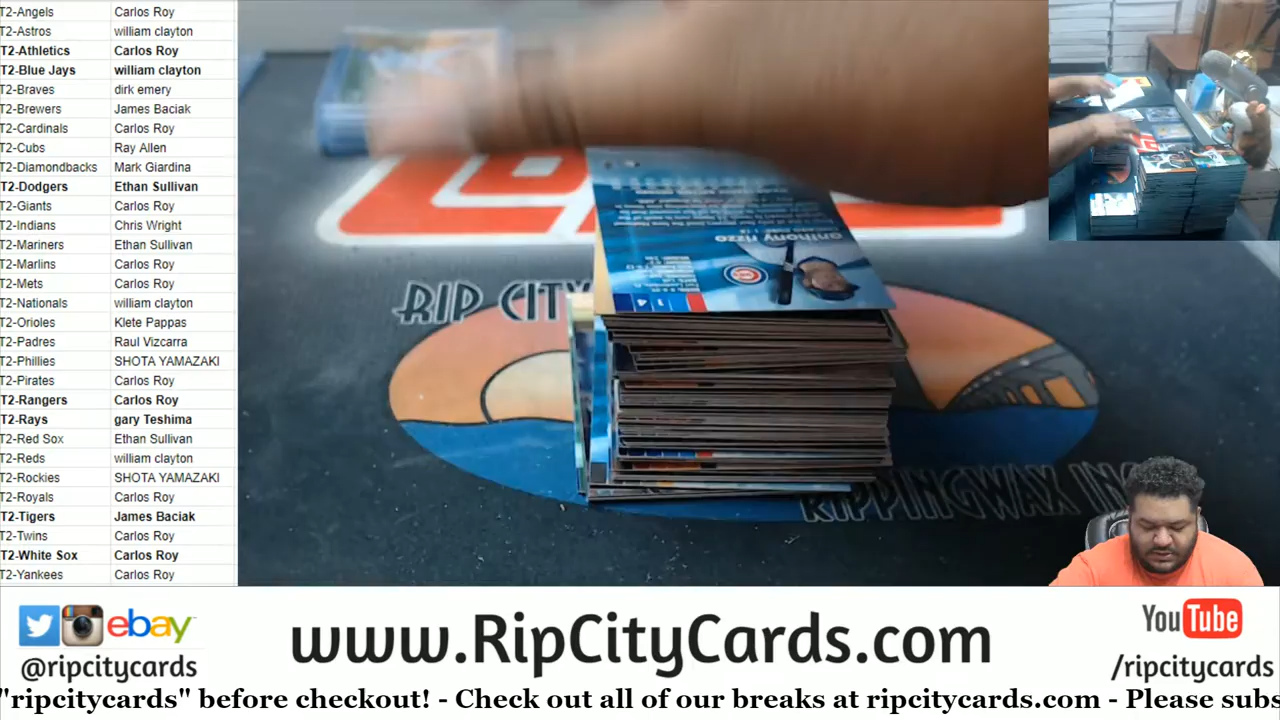 T2-Angels Carlos Roy
T2-Astros william clayton
T2-Athletics Carlos Roy
T2-Blue Jays william clayton
T2-Braves dirk emery
T2-Brewers James Baciak
T2-Cardinals Carlos Roy
T2-Cubs Ray Allen
T2-Diamondbacks Mark Giardina
T2-Dodgers Ethan Sullivan
T2-Giants Carlos Roy
T2-Indians Chris Wright
T2-Mariners Ethan Sullivan
T2-Marlins Carlos Roy
T2-Mets Carlos Roy
T2-Nationals william clayton
T2-Orioles Klete Pappas
T2-Padres Raul Vizcarra
T2-Phillies SHOTA YAMAZAKI
T2-Pirates Carlos Roy
T2-Rangers Carlos Roy
T2-Rays gary Teshima
T2-Red Sox Ethan Sullivan
T2-Reds william clayton
T2-Rockies SHOTA YAMAZAKI
T2-Royals Carlos Roy
T2-Tigers James Baciak
T2-Twins Carlos Roy
T2-White Sox Carlos Roy
T2-Yankees Carlos Roy
anthony rizzo
RIP CITY
RIPPINGWAX
ebay
@ripcitycards
www.RipCityCards.com
YouTube
/ripcitycards
"ripcitycards" before checkout! - Check out all of our breaks at ripcitycards.com - Please subs